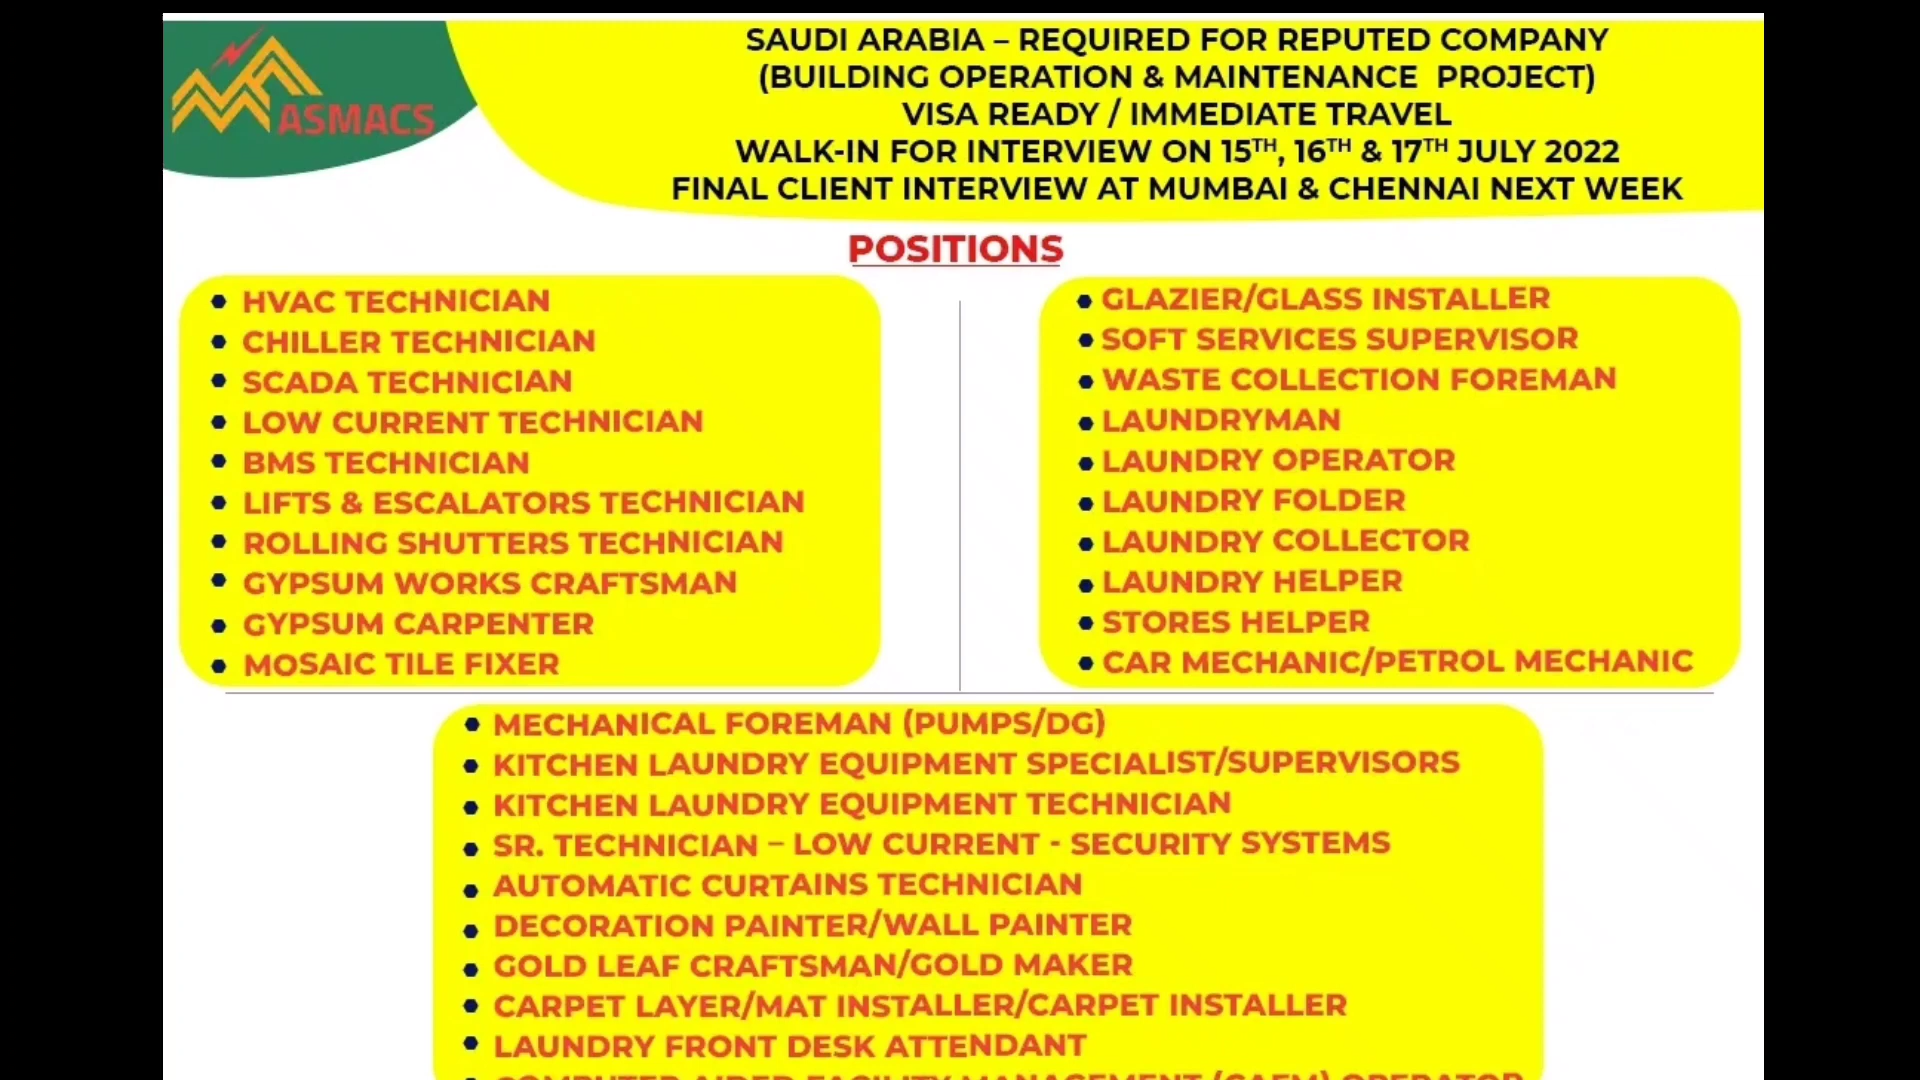 ASMACS
SAUDI ARABIA – REQUIRED FOR REPUTED COMPANY
(BUILDING OPERATION & MAINTENANCE PROJECT)
VISA READY / IMMEDIATE TRAVEL
WALK-IN FOR INTERVIEW ON 15TH, 16TH & 17TH JULY 2022
FINAL CLIENT INTERVIEW AT MUMBAI & CHENNAI NEXT WEEK
POSITIONS
HVAC TECHNICIAN
CHILLER TECHNICIAN
SCADA TECHNICIAN
LOW CURRENT TECHNICIAN
BMS TECHNICIAN
LIFTS & ESCALATORS TECHNICIAN
ROLLING SHUTTERS TECHNICIAN
GYPSUM WORKS CRAFTSMAN
GYPSUM CARPENTER
MOSAIC TILE FIXER
GLAZIER/GLASS INSTALLER
SOFT SERVICES SUPERVISOR
WASTE COLLECTION FOREMAN
LAUNDRYMAN
LAUNDRY OPERATOR
LAUNDRY FOLDER
LAUNDRY COLLECTOR
LAUNDRY HELPER
STORES HELPER
CAR MECHANIC/PETROL MECHANIC
MECHANICAL FOREMAN (PUMPS/DG)
KITCHEN LAUNDRY EQUIPMENT SPECIALIST/SUPERVISORS
KITCHEN LAUNDRY EQUIPMENT TECHNICIAN
SR. TECHNICIAN – LOW CURRENT - SECURITY SYSTEMS
AUTOMATIC CURTAINS TECHNICIAN
DECORATION PAINTER/WALL PAINTER
GOLD LEAF CRAFTSMAN/GOLD MAKER
CARPET LAYER/MAT INSTALLER/CARPET INSTALLER
LAUNDRY FRONT DESK ATTENDANT
COMPUTER AIDED FACILITY MANAGEMENT (CAFM) OPERATOR